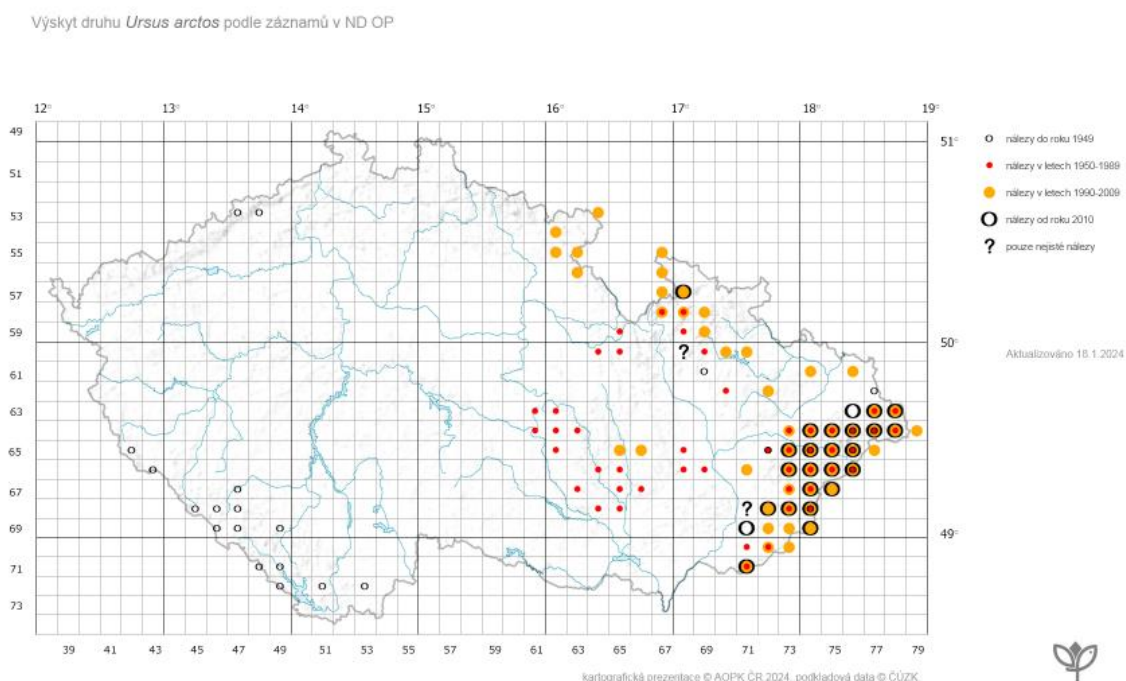 Výskyt druhu Ursus arctos podle záznamů v ND OP
12° 13° 14° 15° 16° 17° 18° 19°
49
51°
nálezy do roku 1949
51
nálezy v letech 1950-1989
nálezy v letech 1990-2009
53
nálezy od roku 2010
55
? pouze nejisté nálezy
57
59
50°
?
Aktualizováno 18.1.2024
61
63
65
67
?
69
49°
71
73
39 41 43 45 47 49 51 53 55 57 59 61 63 65 67 69 71 73 75 77 79
kartografická prezentace © AOPK ČR 2024, podkladová data © ČÚZK